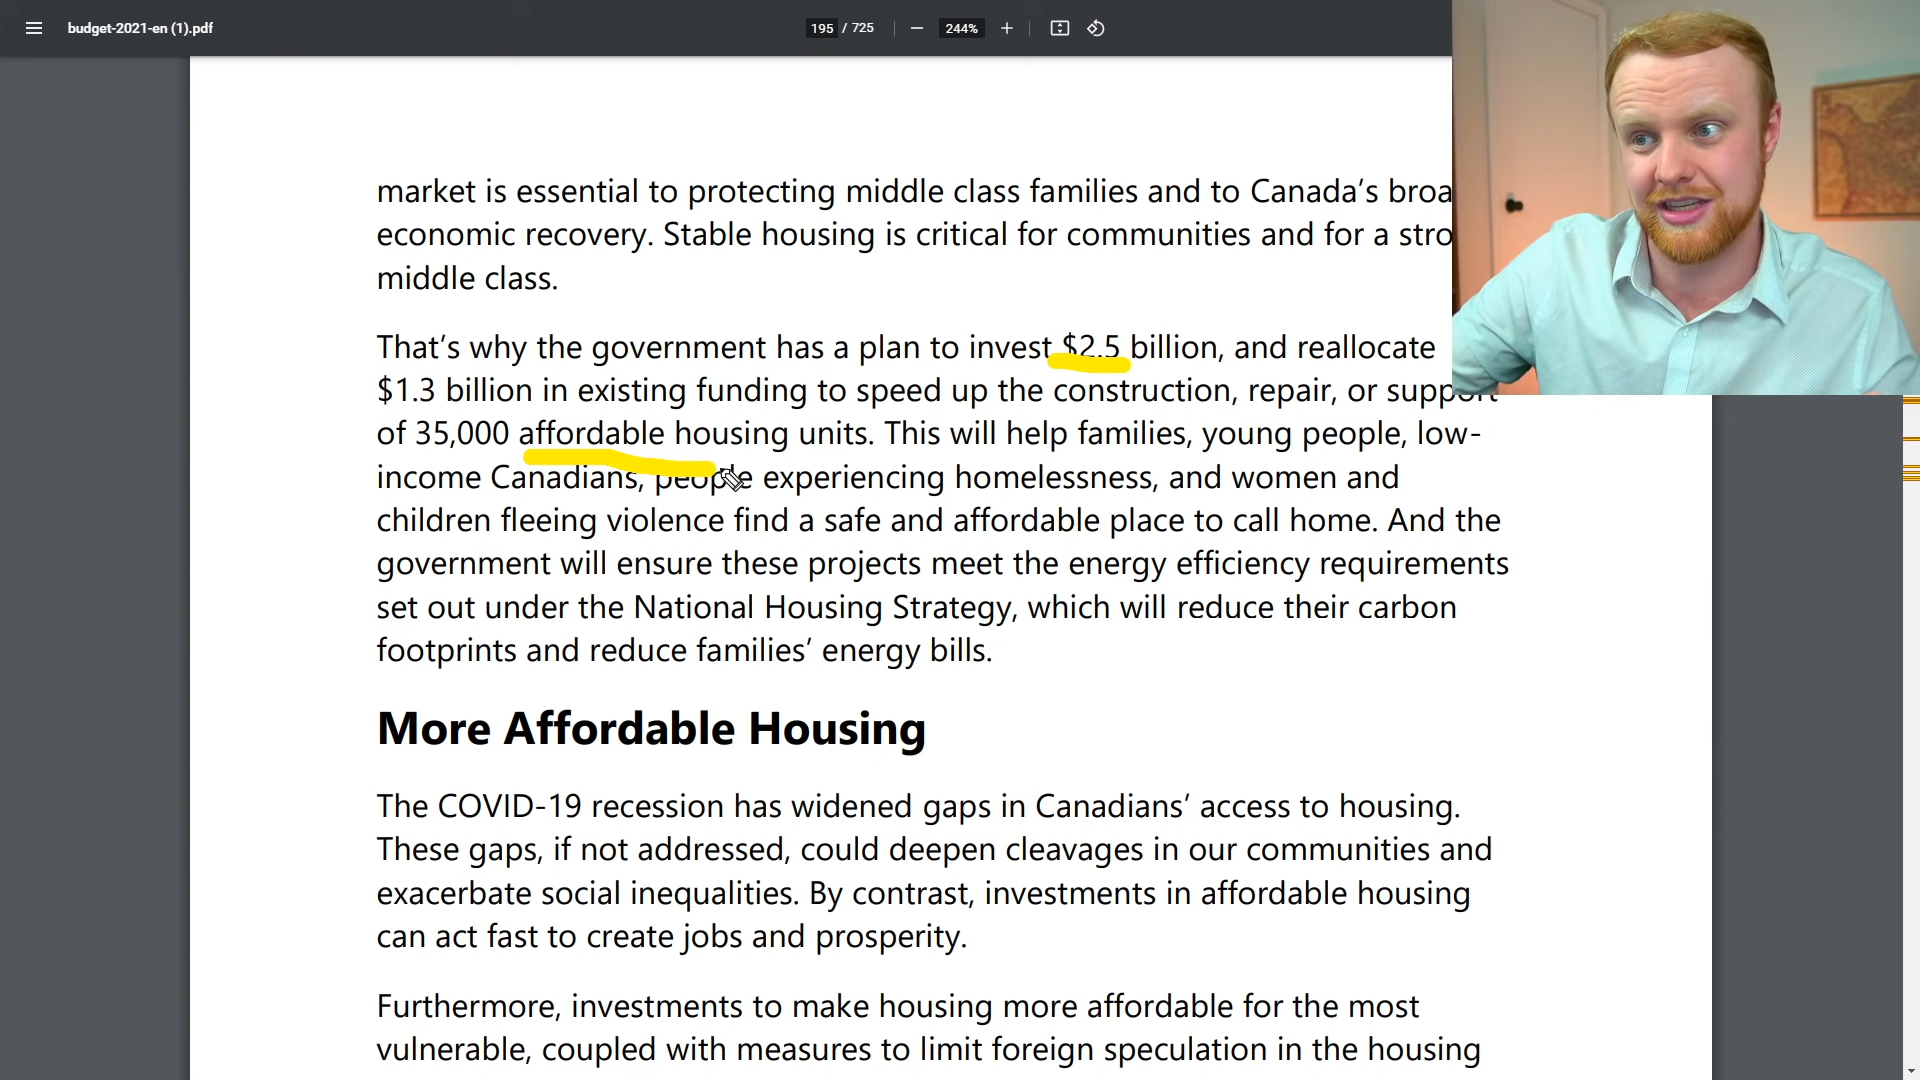 budget-2021-en (1).pdf
195 / 725
244%
market is essential to protecting middle class families and to Canada's broa
economic recovery. Stable housing is critical for communities and for a stro
middle class.
That's why the government has a plan to invest $2.5 billion, and reallocate
$1.3 billion in existing funding to speed up the construction, repair, or support
of 35,000 affordable housing units. This will help families, young people, low-
income Canadians, people experiencing homelessness, and women and
children fleeing violence find a safe and affordable place to call home. And the
government will ensure these projects meet the energy efficiency requirements
set out under the National Housing Strategy, which will reduce their carbon
footprints and reduce families' energy bills.
More Affordable Housing
The COVID-19 recession has widened gaps in Canadians' access to housing.
These gaps, if not addressed, could deepen cleavages in our communities and
exacerbate social inequalities. By contrast, investments in affordable housing
can act fast to create jobs and prosperity.
Furthermore, investments to make housing more affordable for the most
vulnerable, coupled with measures to limit foreign speculation in the housing